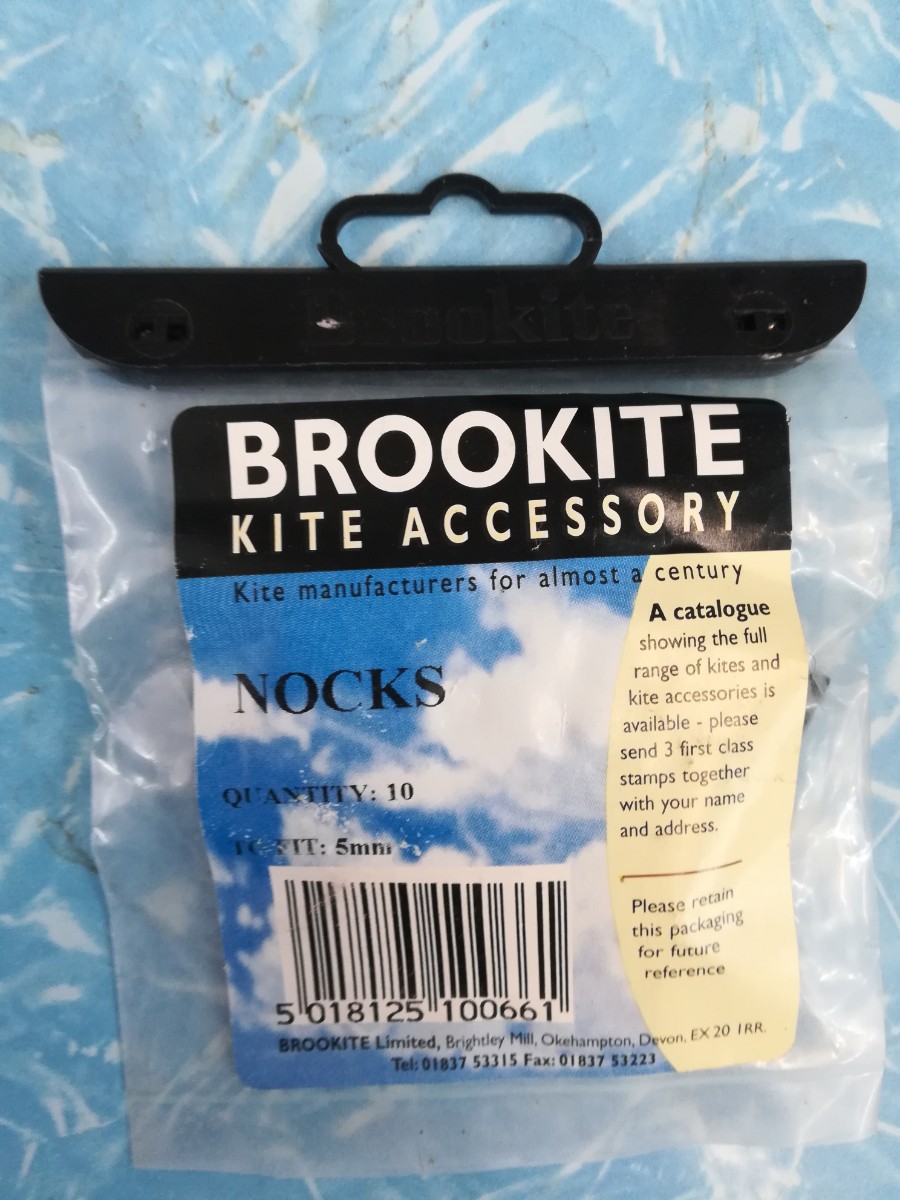 Brookite
BROOKITE
KITE ACCESSORY
Kite manufacturers for almost a century
NOCKS
QUANTITY: 10
TO FIT: 5mm
5 018125 100661
A catalogue
showing the full
range of kites and
kite accessories is
available - please
send 3 first class
stamps together
with your name
and address.
Please retain
this packaging
for future
reference
BROOKITE Limited, Brightley Mill, Okehampton, Devon. EX 20 1RR.
Tel: 01837 53315 Fax: 01837 53223